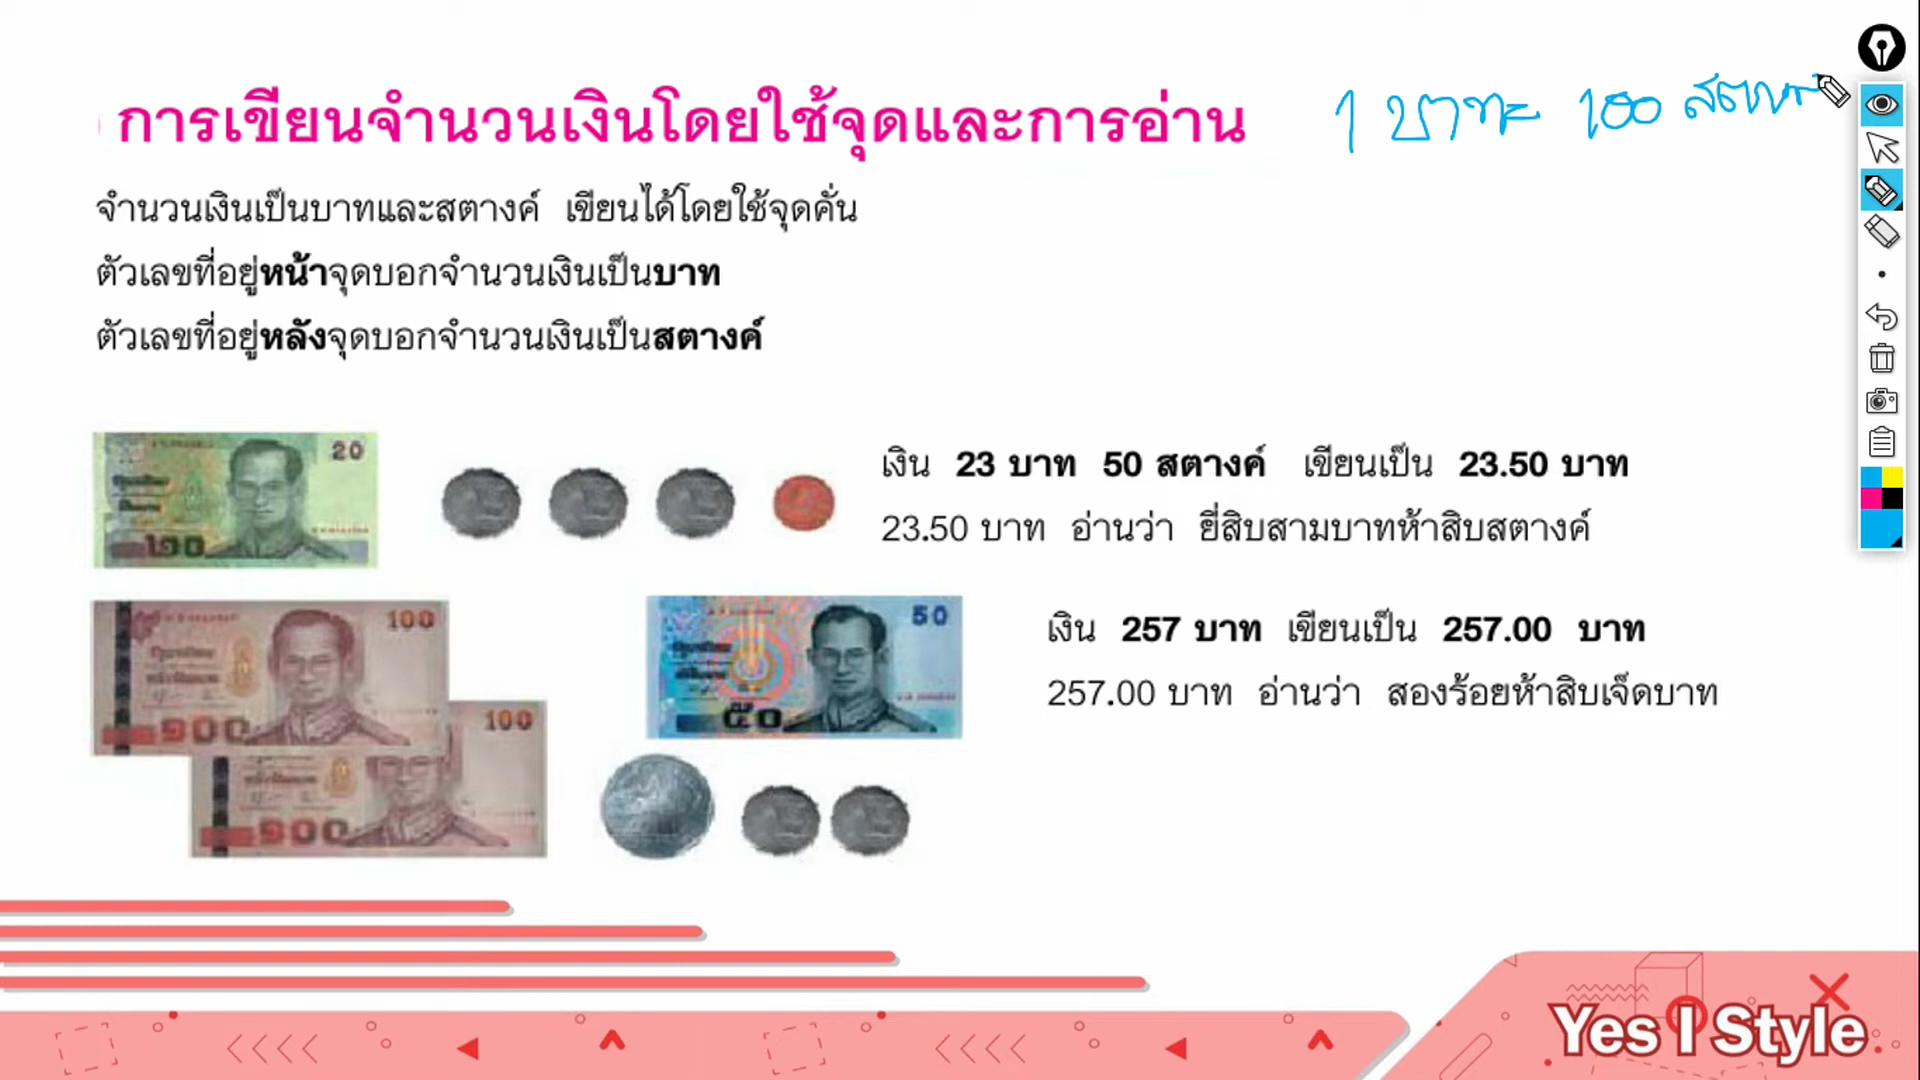 การเขียนจำนวนเงินโดยใช้จุดและการอ่าน
1 บาท = 100 สตางค์
จำนวนเงินเป็นบาทและสตางค์ เขียนได้โดยใช้จุดคั่น
ตัวเลขที่อยู่หน้าจุดบอกจำนวนเงินเป็นบาท
ตัวเลขที่อยู่หลังจุดบอกจำนวนเงินเป็นสตางค์
20
๒๐
เงิน 23 บาท 50 สตางค์ เขียนเป็น 23.50 บาท
23.50 บาท อ่านว่า ยี่สิบสามบาทห้าสิบสตางค์
100
๑๐๐
100
๑๐๐
50
๕๐
เงิน 257 บาท เขียนเป็น 257.00 บาท
257.00 บาท อ่านว่า สองร้อยห้าสิบเจ็ดบาท
Yes I Style